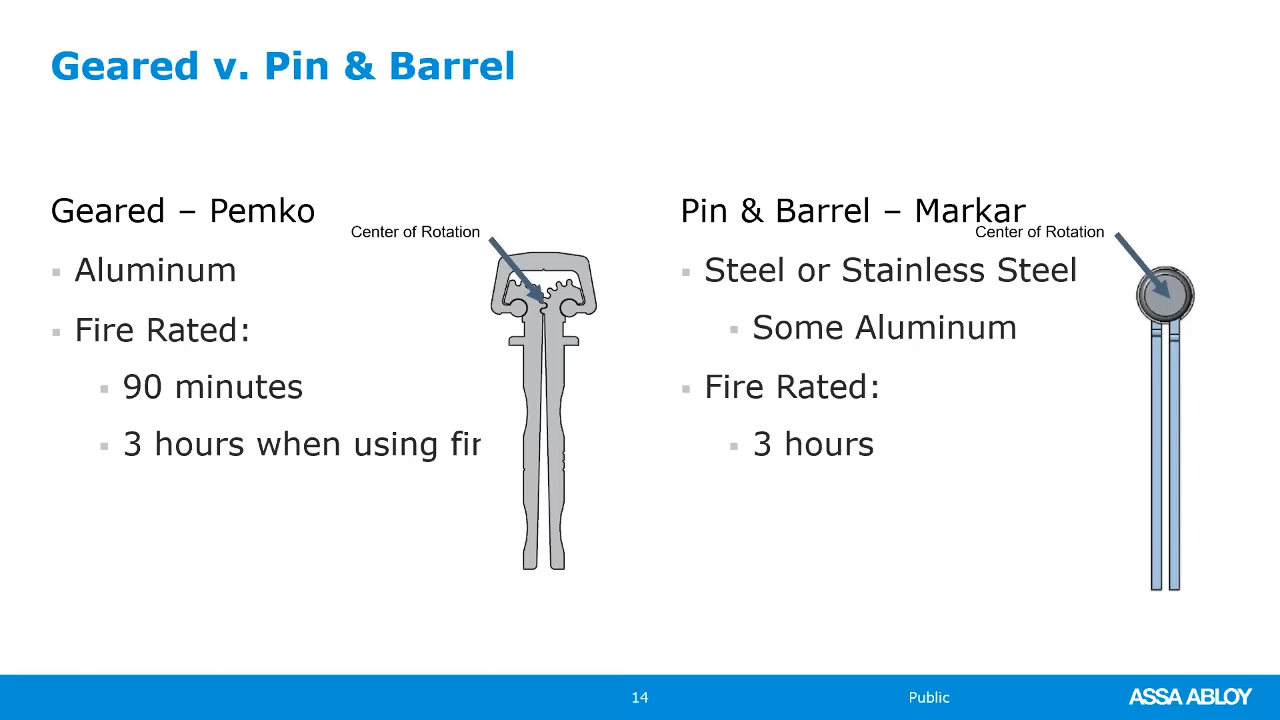 Geared v. Pin & Barrel
Geared – Pemko
Center of Rotation
Aluminum
Fire Rated:
90 minutes
3 hours when using
Pin & Barrel – Markar
Center of Rotation
Steel or Stainless Steel
Some Aluminum
Fire Rated:
3 hours
14
Public
ASSA ABLOY